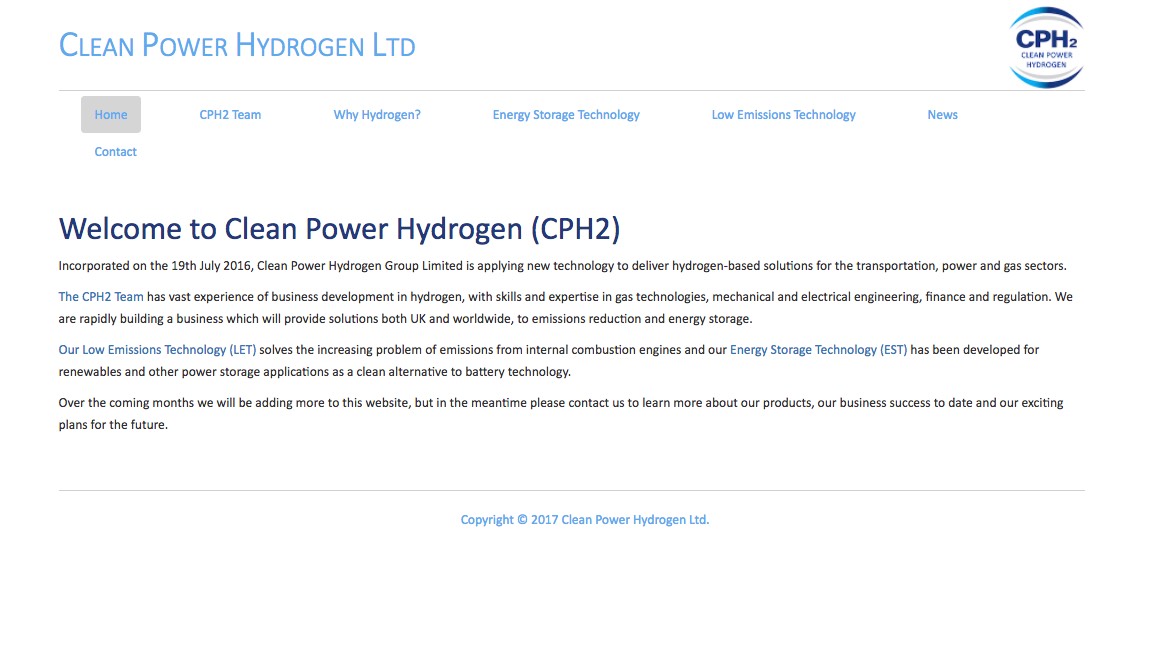 Clean Power Hydrogen Ltd
CPH2
CLEAN POWER
HYDROGEN
Home CPH2 Team Why Hydrogen? Energy Storage Technology Low Emissions Technology News
Contact
Welcome to Clean Power Hydrogen (CPH2)
Incorporated on the 19th July 2016, Clean Power Hydrogen Group Limited is applying new technology to deliver hydrogen-based solutions for the transportation, power and gas sectors.
The CPH2 Team has vast experience of business development in hydrogen, with skills and expertise in gas technologies, mechanical and electrical engineering, finance and regulation. We
are rapidly building a business which will provide solutions both UK and worldwide, to emissions reduction and energy storage.
Our Low Emissions Technology (LET) solves the increasing problem of emissions from internal combustion engines and our Energy Storage Technology (EST) has been developed for
renewables and other power storage applications as a clean alternative to battery technology.
Over the coming months we will be adding more to this website, but in the meantime please contact us to learn more about our products, our business success to date and our exciting
plans for the future.
Copyright © 2017 Clean Power Hydrogen Ltd.